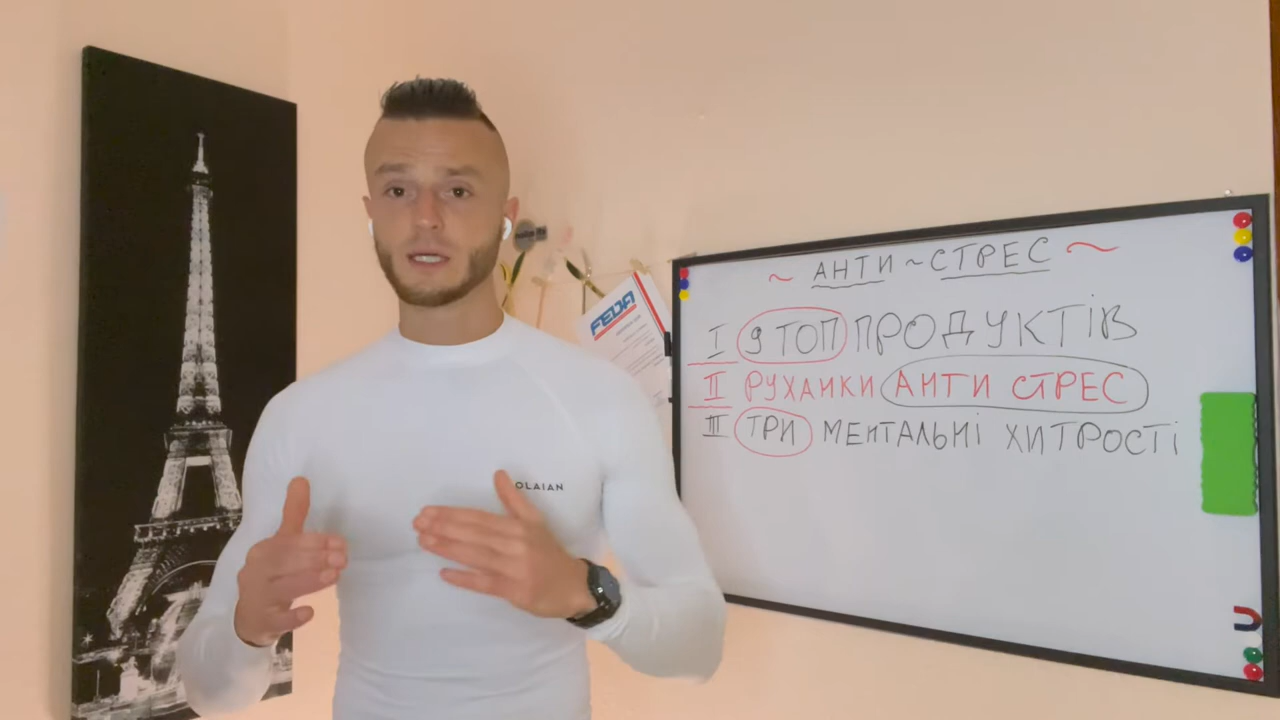 ~ АНТИ ~ СТРЕС ~
I 9 ТОП ПРОДУКТІВ
II РУХАНКИ АНТИ СТРЕС
III ТРИ МЕНТАЛЬНІ ХИТРОСТІ
FEDA
OLAIAN